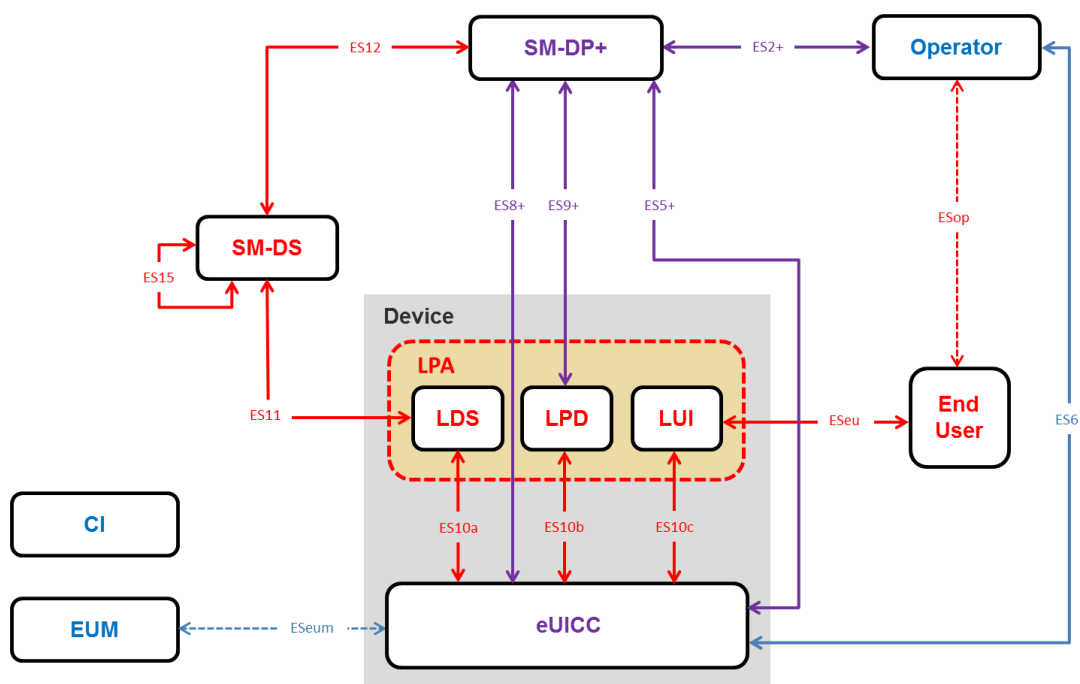 ES12
SM-DP+
ES2+
Operator
ES8+
ES9+
ES5+
ESop
SM-DS
ES15
Device
LPA
ES11
LDS
LPD
LUI
ESeu
End
User
ES6
CI
ES10a
ES10b
ES10c
EUM
ESeum
eUICC